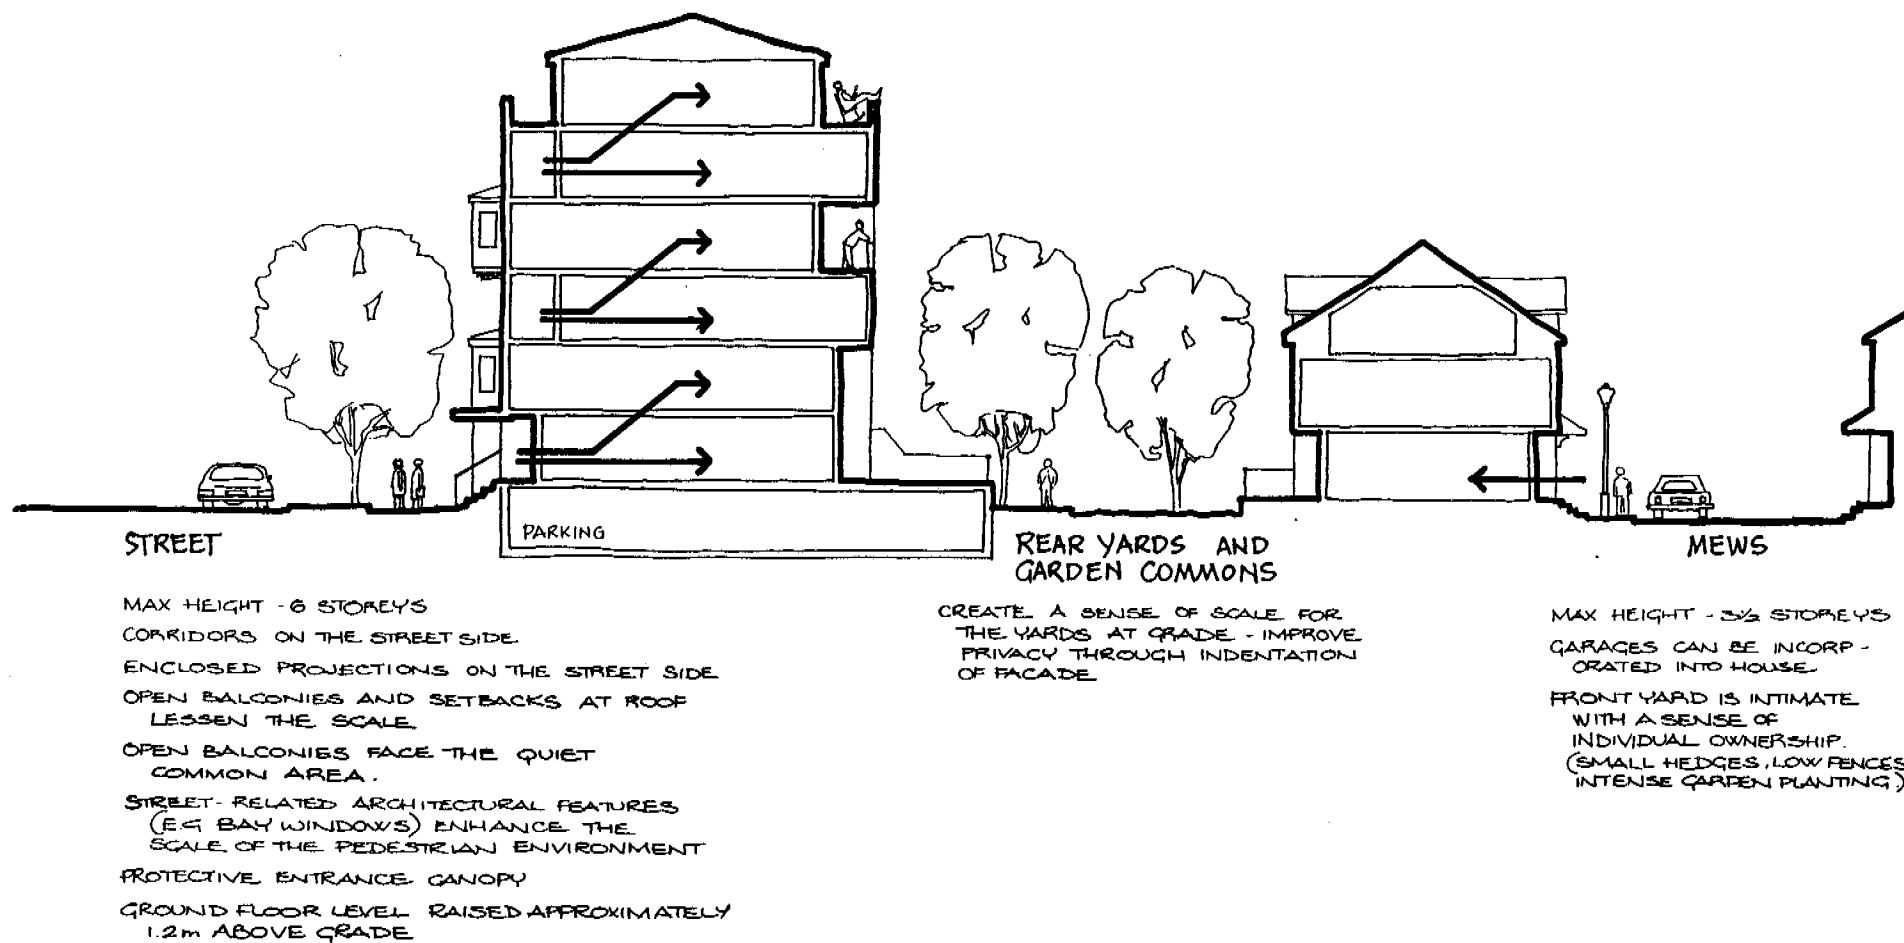 PARKING
STREET
MAX HEIGHT - 6 STOREYS
CORRIDORS ON THE STREET SIDE
ENCLOSED PROJECTIONS ON THE STREET SIDE
OPEN BALCONIES AND SETBACKS AT ROOF
LESSEN THE SCALE
OPEN BALCONIES FACE THE QUIET
COMMON AREA.
STREET-RELATED ARCHITECTURAL FEATURES
(E.G BAY WINDOWS) ENHANCE THE
SCALE OF THE PEDESTRIAN ENVIRONMENT
PROTECTIVE ENTRANCE CANOPY
GROUND FLOOR LEVEL RAISED APPROXIMATELY
1.2m ABOVE GRADE
REAR YARDS AND
GARDEN COMMONS
CREATE A SENSE OF SCALE FOR
THE YARDS AT GRADE - IMPROVE
PRIVACY THROUGH INDENTATION
OF FACADE
MEWS
MAX HEIGHT - 3½ STOREYS
GARAGES CAN BE INCORP-
ORATED INTO HOUSE
FRONT YARD IS INTIMATE
WITH A SENSE OF
INDIVIDUAL OWNERSHIP.
(SMALL HEDGES, LOW FENCES
INTENSE GARDEN PLANTING)